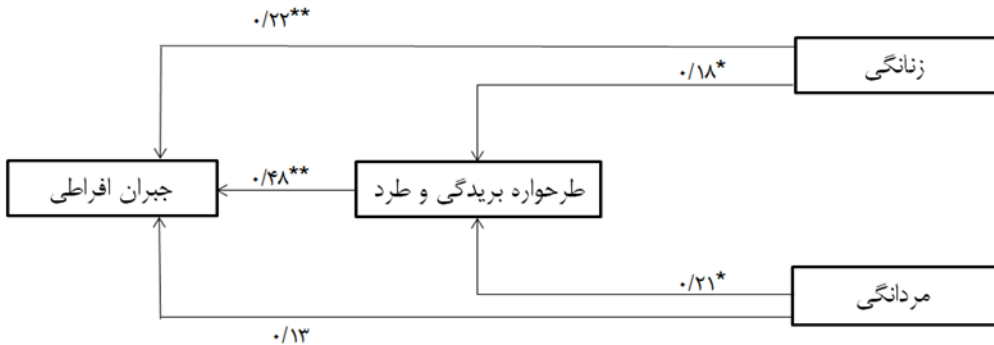 ۰/۲۲**
زنانگی
۰/۱۸*
۰/۴۸**
طرحواره بریدگی و طرد
جبران افراطی
۰/۲۱*
مردانگی
۰/۱۳